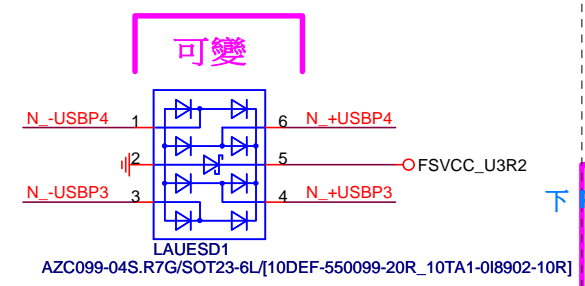 可變
N_-USBP4 1 6 N_+USBP4
2 5 FSVCC_U3R2
N_-USBP3 3 4 N_+USBP3
下
LAUESD1
AZC099-04S.R7G/SOT23-6L/[10DEF-550099-20R_10TA1-0I8902-10R]